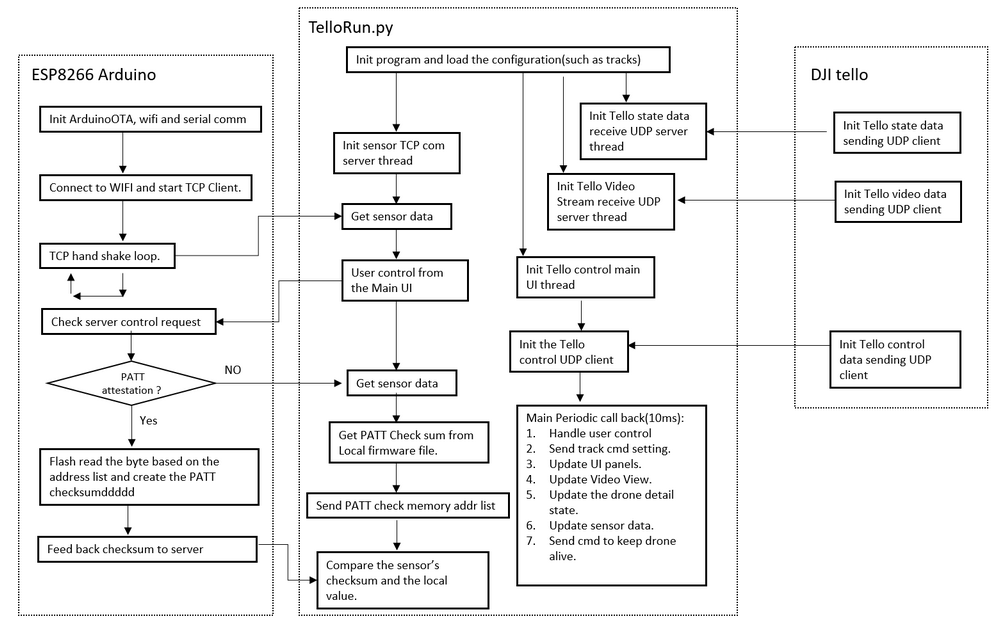 TelloRun.py
Init program and load the configuration(such as tracks)
ESP8266 Arduino
Init ArduinoOTA, wifi and serial comm
Connect to WIFI and start TCP Client.
TCP hand shake loop.
Check server control request
PATT
attestation ?
NO
Yes
Flash read the byte based on the
address list and create the PATT
checksumddddd
Feed back checksum to server
Init sensor TCP com
server thread
Get sensor data
User control from
the Main UI
Get sensor data
Get PATT Check sum from
Local firmware file.
Send PATT check memory addr list
Compare the sensor's
checksum and the local
value.
Init Tello state data
receive UDP server
thread
Init Tello Video
Stream receive UDP
server thread
Init Tello control main
UI thread
Init the Tello
control UDP client
Main Periodic call back(10ms):
1. Handle user control
2. Send track cmd setting.
3. Update UI panels.
4. Update Video View.
5. Update the drone detail
state.
6. Update sensor data.
7. Send cmd to keep drone
alive.
DJI tello
Init Tello state data
sending UDP client
Init Tello video data
sending UDP client
Init Tello control
data sending UDP
client